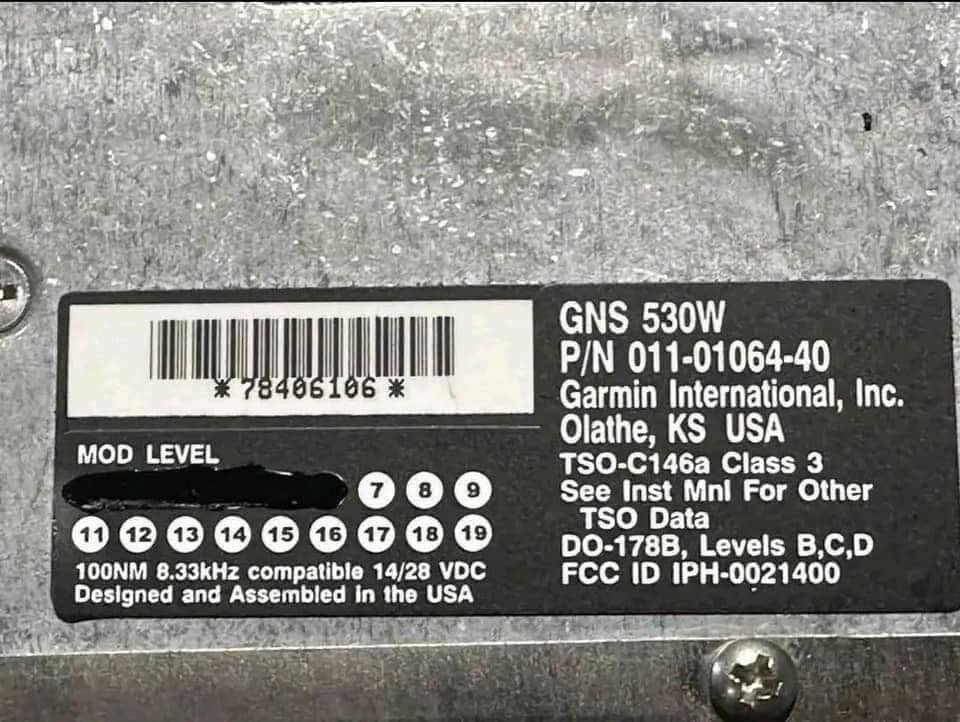 *78406106*
MOD LEVEL
7 8 9
11 12 13 14 15 16 17 18 19
100NM 8.33kHz compatible 14/28 VDC
Designed and Assembled in the USA
GNS 530W
P/N 011-01064-40
Garmin International, Inc.
Olathe, KS USA
TSO-C146a Class 3
See Inst Mnl For Other
TSO Data
DO-178B, Levels B,C,D
FCC ID IPH-0021400